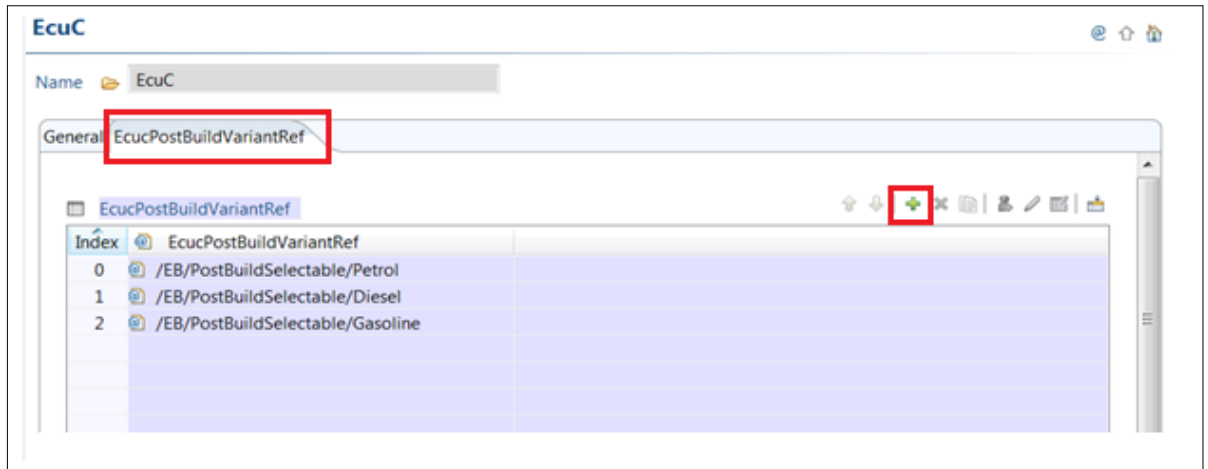 EcuC
Name EcuC
General EcucPostBuildVariantRef
EcucPostBuildVariantRef
Index EcucPostBuildVariantRef
0 /EB/PostBuildSelectable/Petrol
1 /EB/PostBuildSelectable/Diesel
2 /EB/PostBuildSelectable/Gasoline